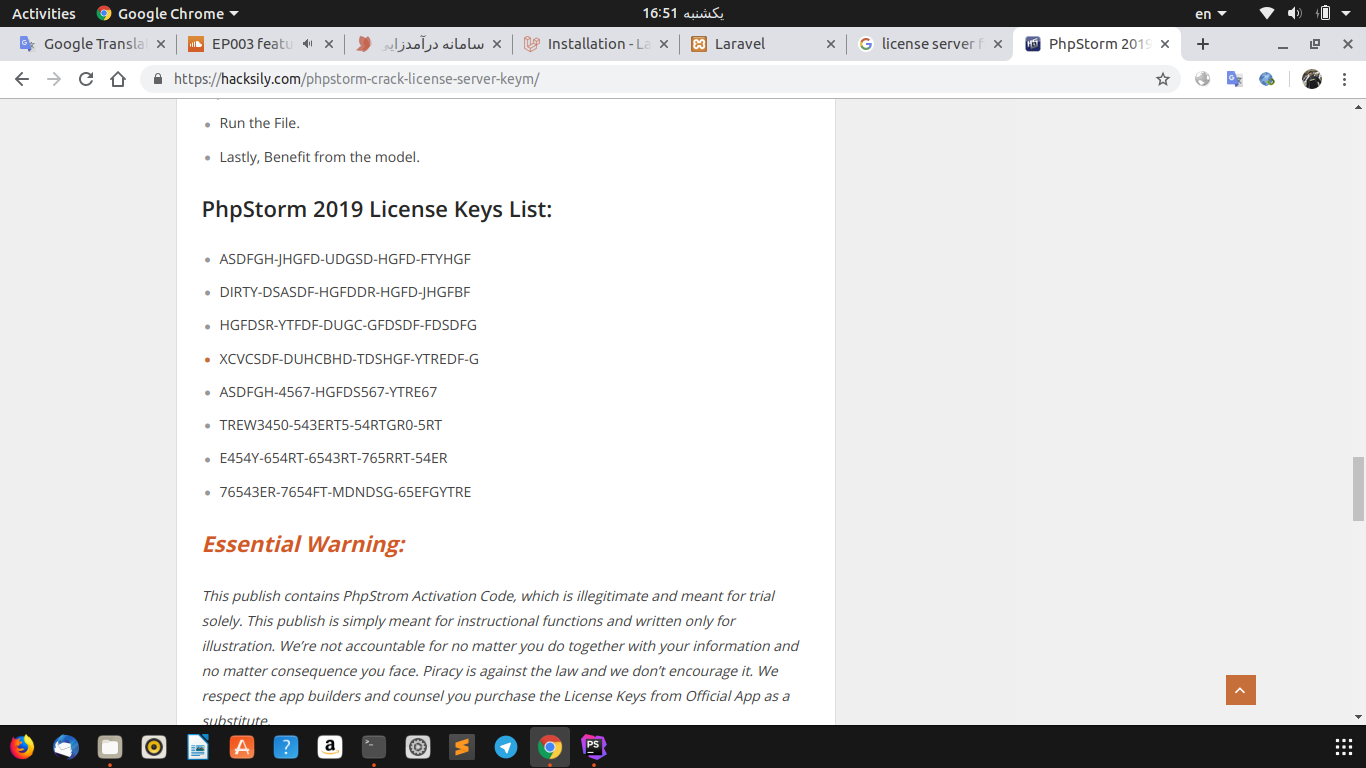 Activities Google Chrome یکشنبه 16:51 en
Google Transla EP003 featu سامانه درآمدزایی Installation - La Laravel license server f PhpStorm 2019
https://hacksily.com/phpstorm-crack-license-server-keym/
Run the File.
Lastly, Benefit from the model.
PhpStorm 2019 License Keys List:
ASDFGH-JHGFD-UDGSD-HGFD-FTYHGF
DIRTY-DSASDF-HGFDDR-HGFD-JHGFBF
HGFDSR-YTFDF-DUGC-GFDSDF-FDSDFG
XCVCSDF-DUHCBHD-TDSHGF-YTREDF-G
ASDFGH-4567-HGFDS567-YTRE67
TREW3450-543ERT5-54RTGR0-5RT
E454Y-654RT-6543RT-765RRT-54ER
76543ER-7654FT-MDNDSG-65EFGYTRE
Essential Warning:
This publish contains PhpStrom Activation Code, which is illegitimate and meant for trial
solely. This publish is simply meant for instructional functions and written only for
illustration. We’re not accountable for no matter you do together with your information and
no matter consequence you face. Piracy is against the law and we don’t encourage it. We
respect the app builders and counsel you purchase the License Keys from Official App as a
substitute.
PS